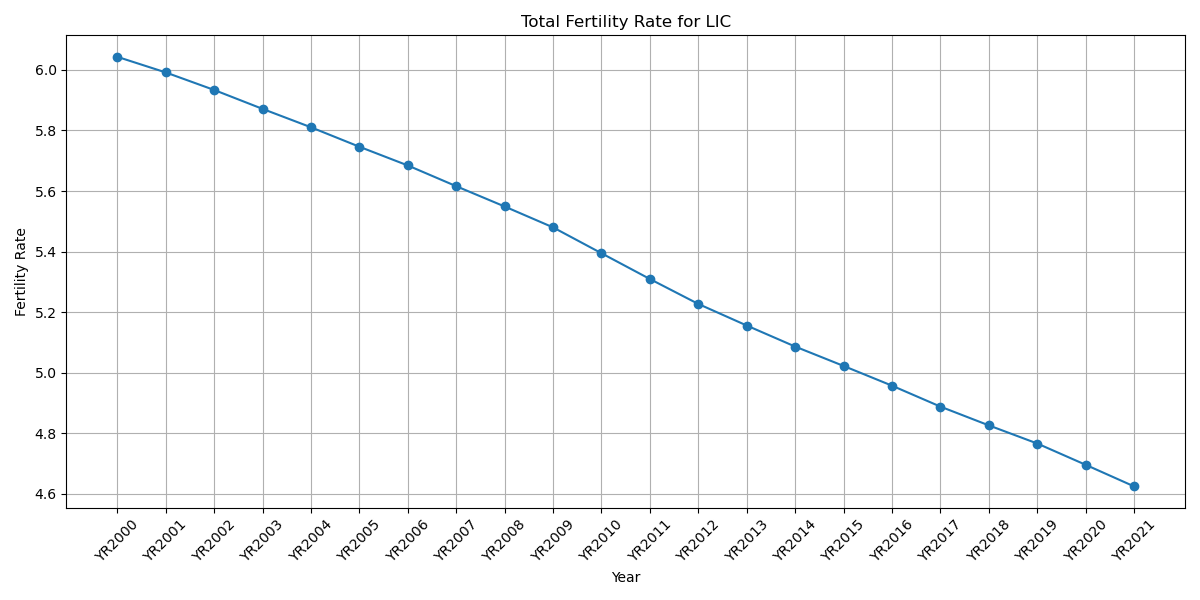 Total Fertility Rate for LIC
Fertility Rate
6.0
5.8
5.6
5.4
5.2
5.0
4.8
4.6
YR2000
YR2001
YR2002
YR2003
YR2004
YR2005
YR2006
YR2007
YR2008
YR2009
YR2010
YR2011
YR2012
YR2013
YR2014
YR2015
YR2016
YR2017
YR2018
YR2019
YR2020
YR2021
Year